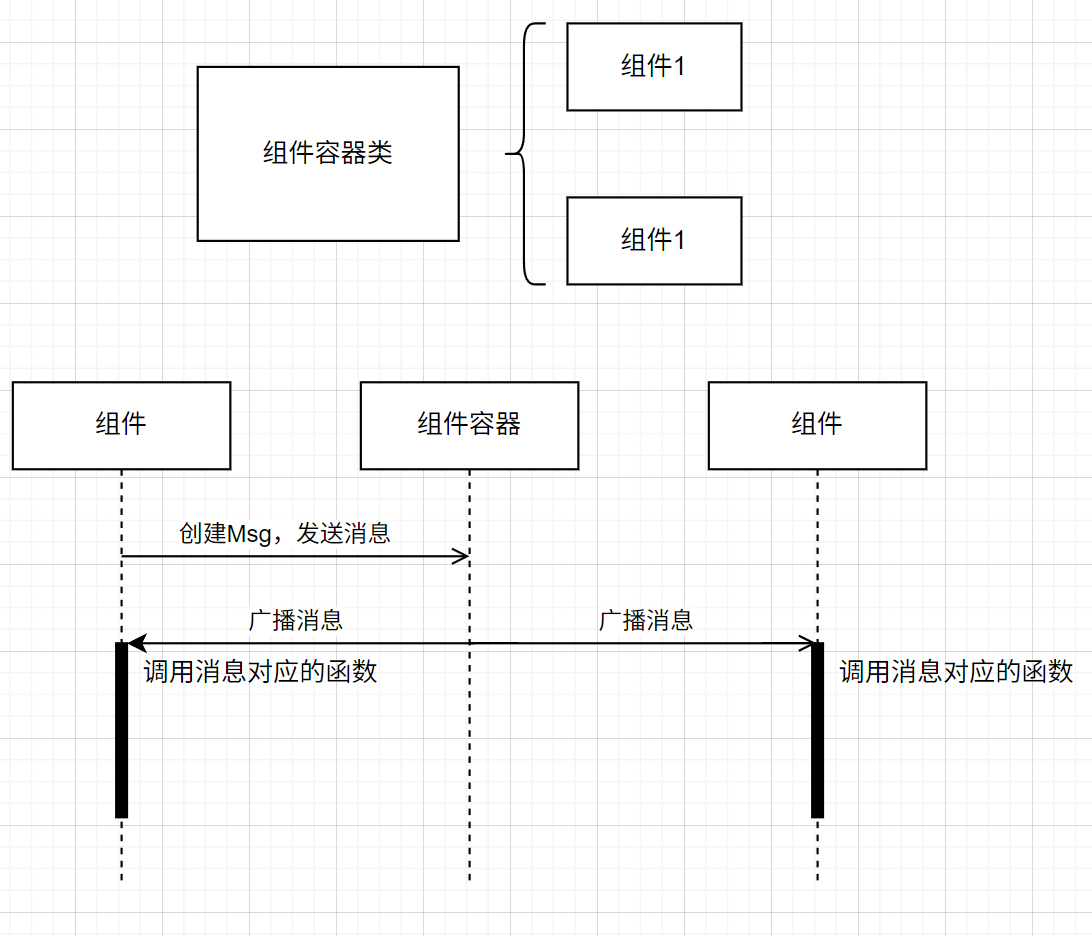 组件1
组件容器类
组件1
组件
组件容器
组件
创建Msg，发送消息
广播消息
广播消息
调用消息对应的函数
调用消息对应的函数